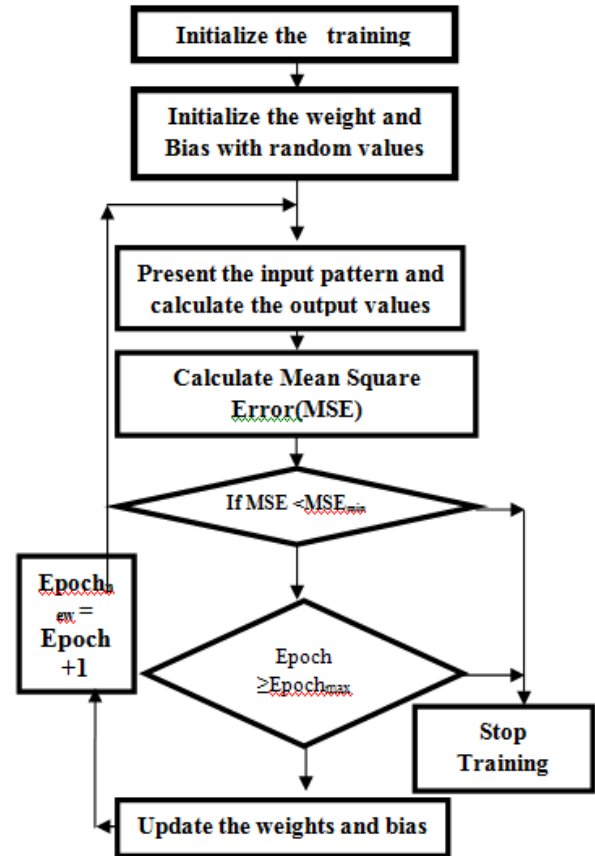 Initialize the training
Initialize the weight and
Bias with random values
Present the input pattern and
calculate the output values
Calculate Mean Square
Error(MSE)
If MSE <MSEmin
Epochn
ew =
Epoch
+1
Epoch
≥Epochmax
Stop
Training
Update the weights and bias